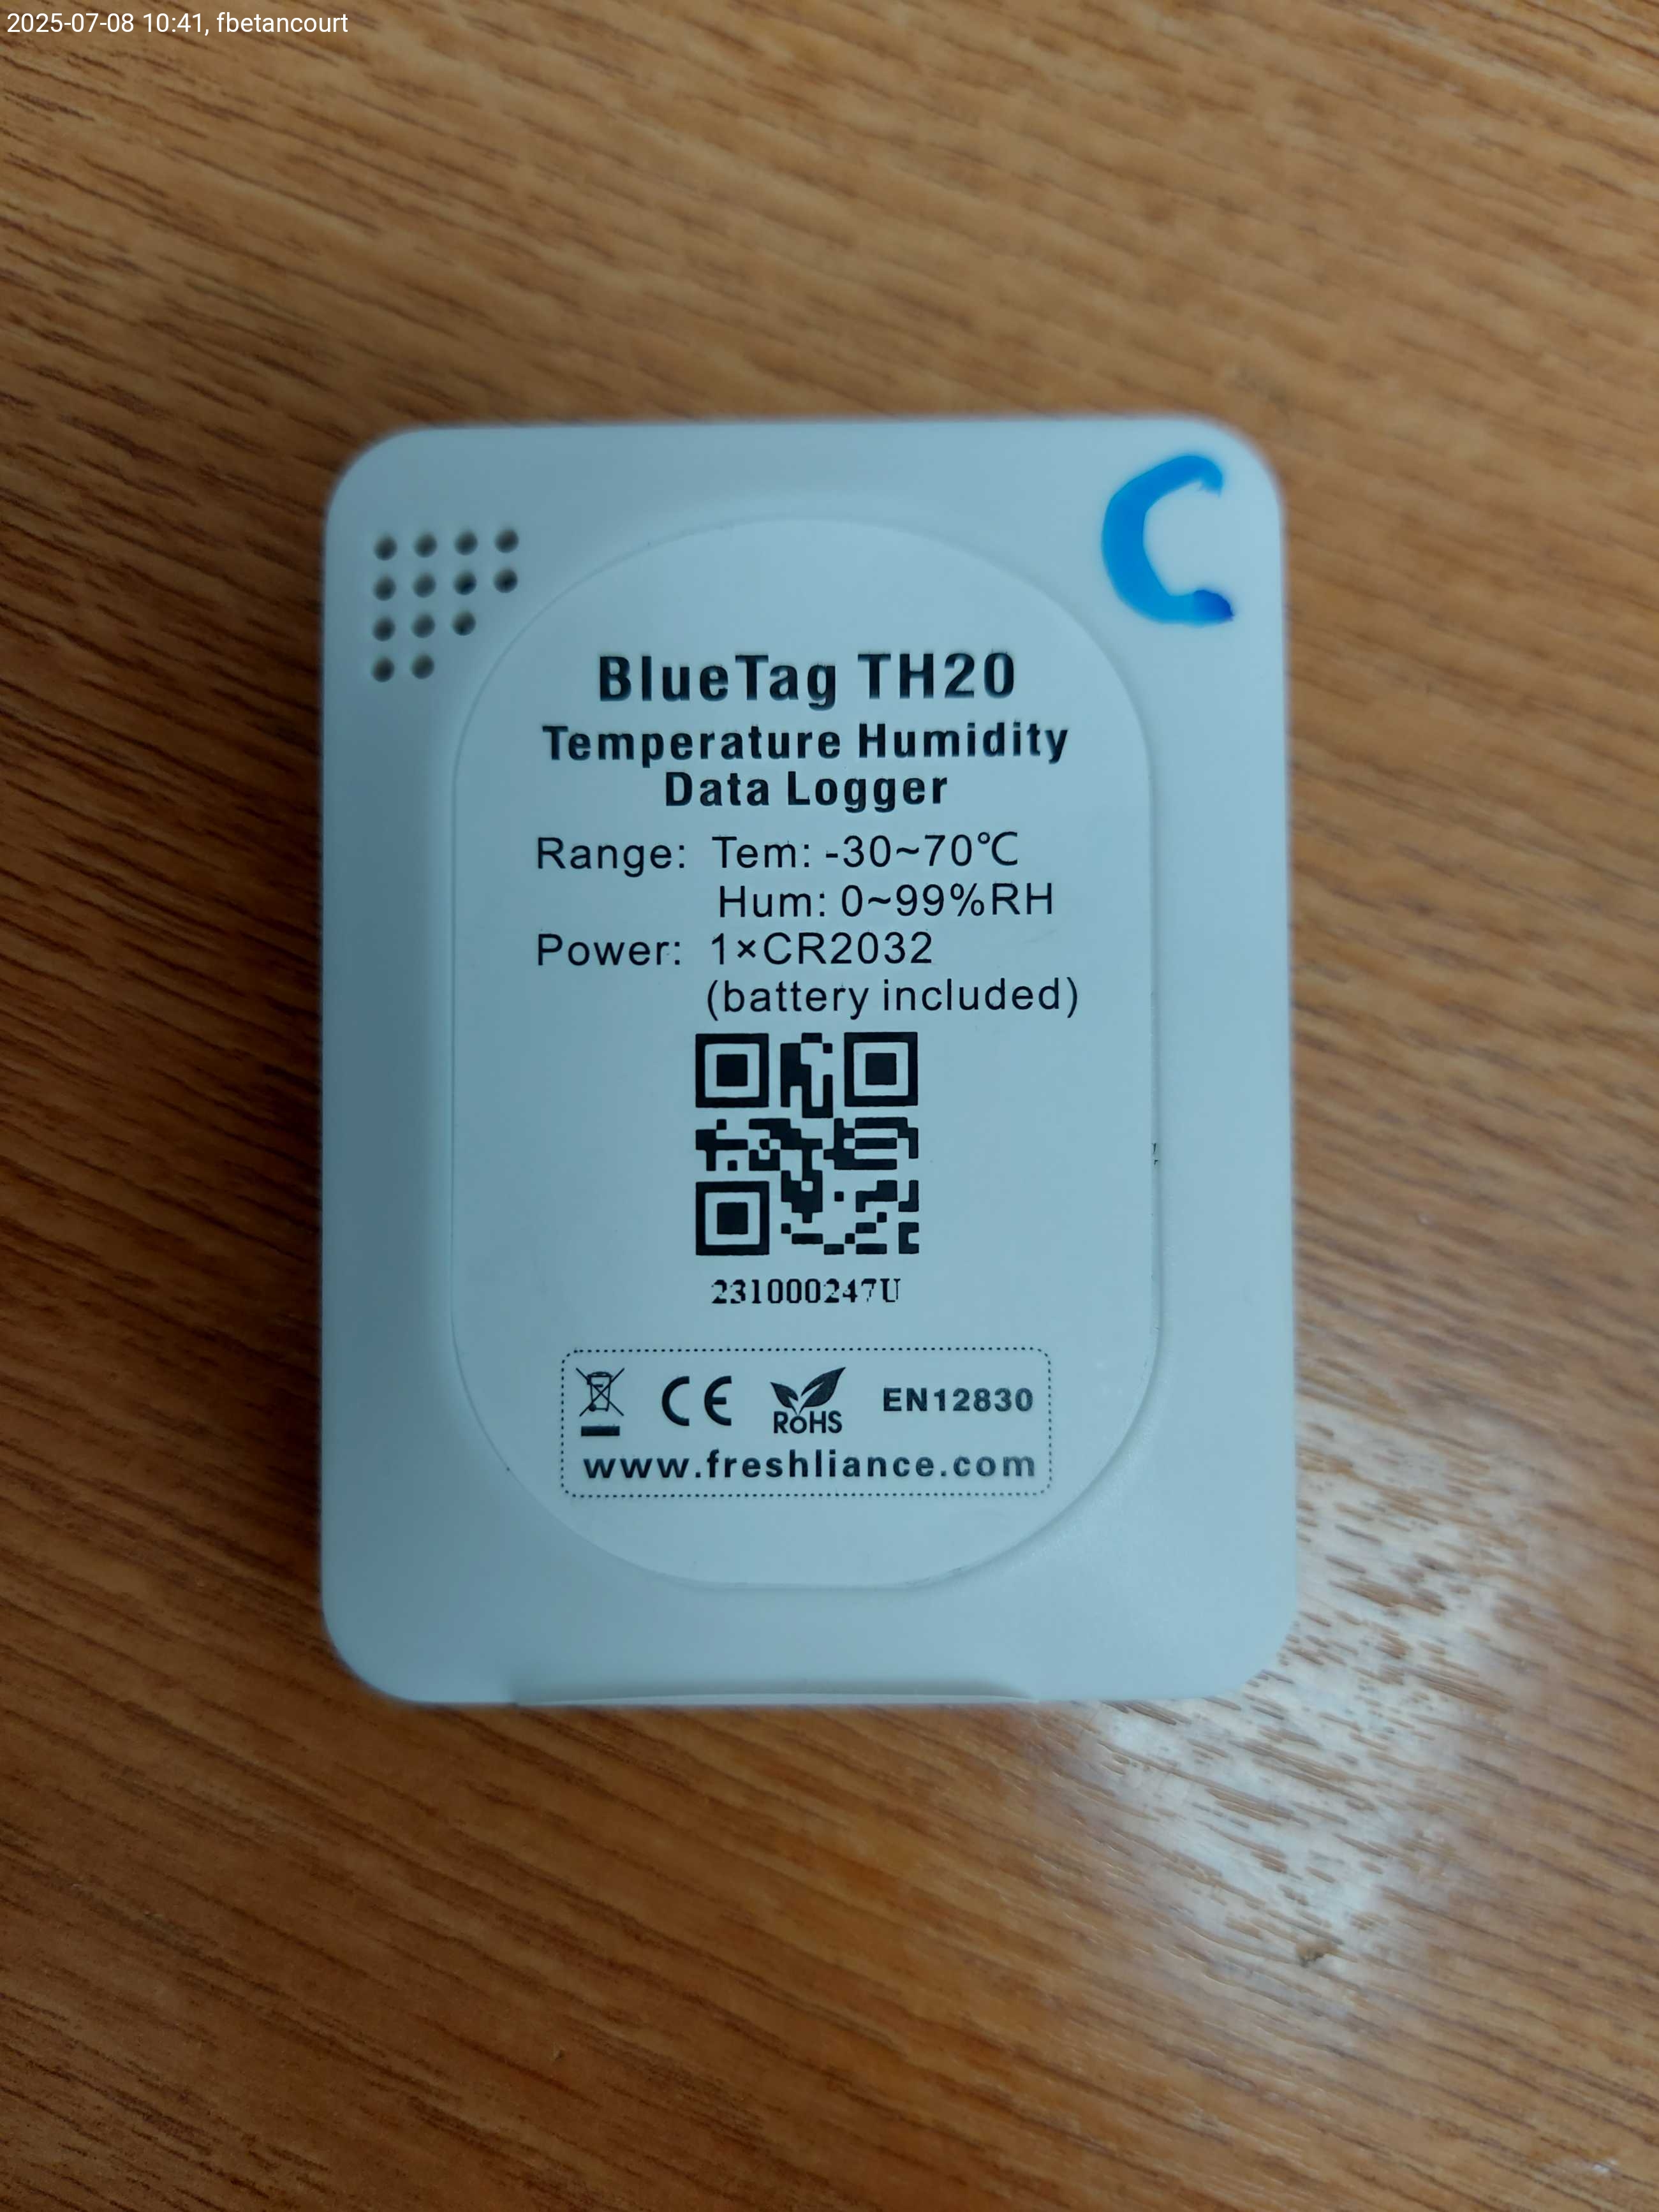 2025-07-08 10:41, fbetancourt
C
BlueTag TH20
Temperature Humidity
Data Logger
Range: Tem: -30~70℃
Hum: 0~99%RH
Power: 1×CR2032
(battery included)
231000247U
CE RoHS EN12830
www.freshliance.com